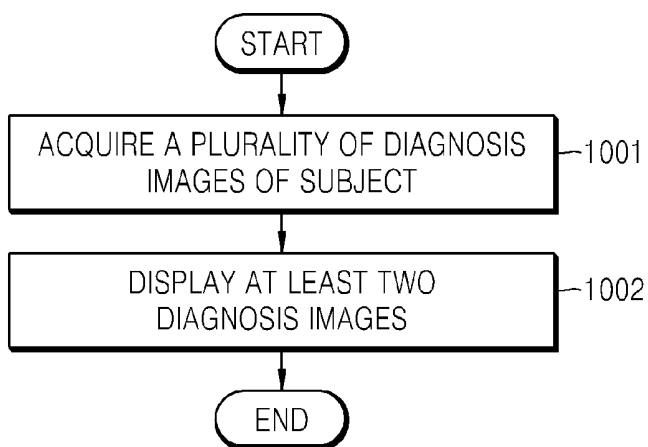 START
ACQUIRE A PLURALITY OF DIAGNOSIS
IMAGES OF SUBJECT
1001
DISPLAY AT LEAST TWO
DIAGNOSIS IMAGES
1002
END